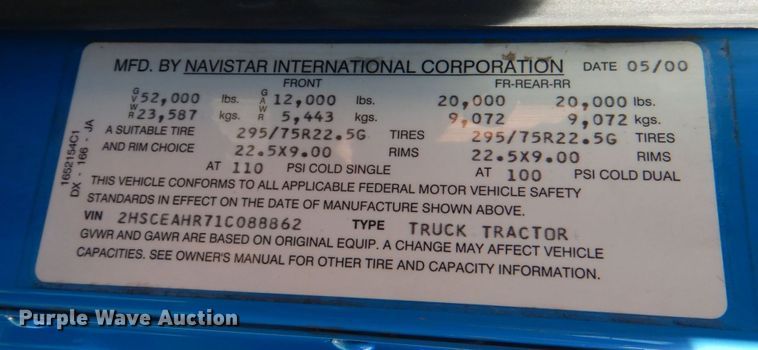 MFD. BY NAVISTAR INTERNATIONAL CORPORATION DATE 05/00
FRONT FR-REAR-RR
GVWR 52,000 lbs. GAWR 12,000 lbs. 20,000 20,000 lbs.
23,587 kgs. 5,443 kgs. 9,072 9,072 kgs.
A SUITABLE TIRE 295/75R22.5G TIRES 295/75R22.5G TIRES
AND RIM CHOICE 22.5X9.00 RIMS 22.5X9.00 RIMS
AT 110 PSI COLD SINGLE AT 100 PSI COLD DUAL
THIS VEHICLE CONFORMS TO ALL APPLICABLE FEDERAL MOTOR VEHICLE SAFETY
STANDARDS IN EFFECT ON THE DATE OF MANUFACTURE SHOWN ABOVE.
VIN 2HSCEAHR71C088862 TYPE TRUCK TRACTOR
GVWR AND GAWR ARE BASED ON ORIGINAL EQUIP. A CHANGE MAY AFFECT VEHICLE
CAPACITIES. SEE OWNER'S MANUAL FOR OTHER TIRE AND CAPACITY INFORMATION.
1652154C1
DX - 166 - JA
Purple Wave Auction